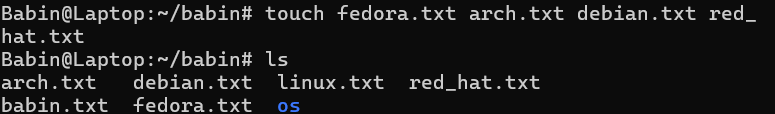 Babin@Laptop:~/babin# touch fedora.txt arch.txt debian.txt red_
hat.txt
Babin@Laptop:~/babin# ls
arch.txt   debian.txt  linux.txt  red_hat.txt
babin.txt  fedora.txt  os